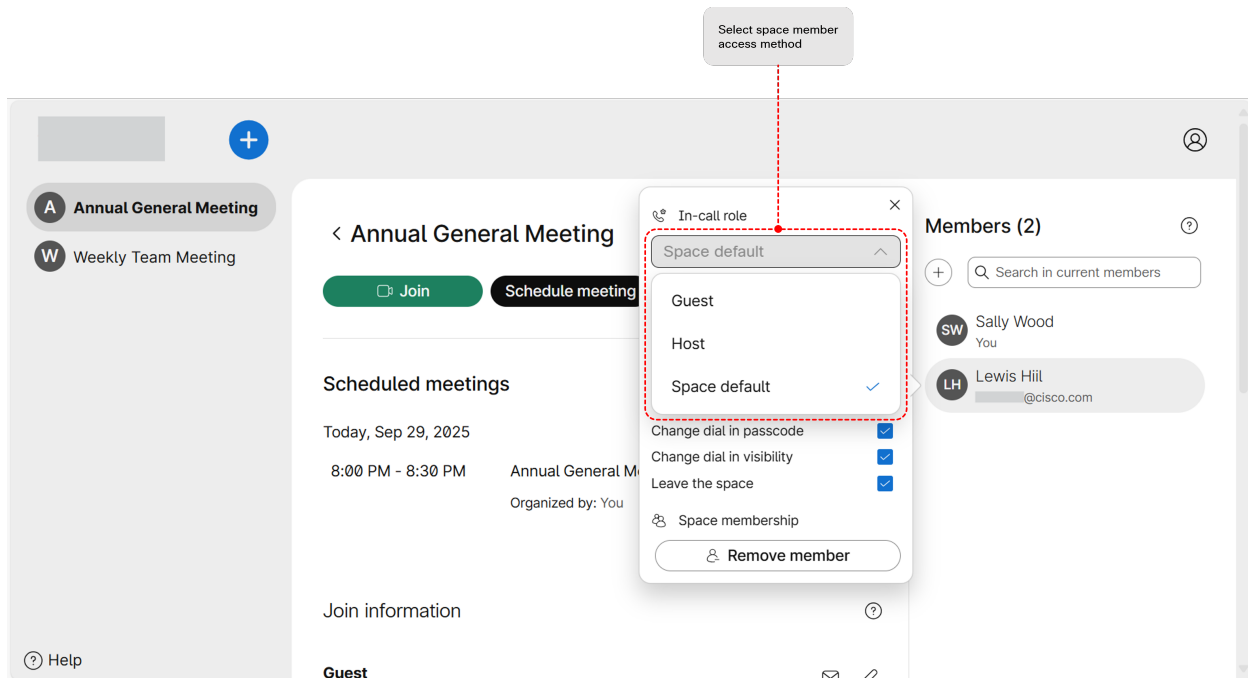 Select space member
access method
A Annual General Meeting
W Weekly Team Meeting
? Help
Annual General Meeting
Join
Schedule meeting
Scheduled meetings
Today, Sep 29, 2025
8:00 PM - 8:30 PM
Annual General M
Organized by: You
Join information
?
Guest
In-call role
Space default
Guest
Host
Space default
Change dial in passcode
Change dial in visibility
Leave the space
Space membership
Remove member
Members (2)
?
Search in current members
SW Sally Wood
You
LH Lewis Hiil
@cisco.com